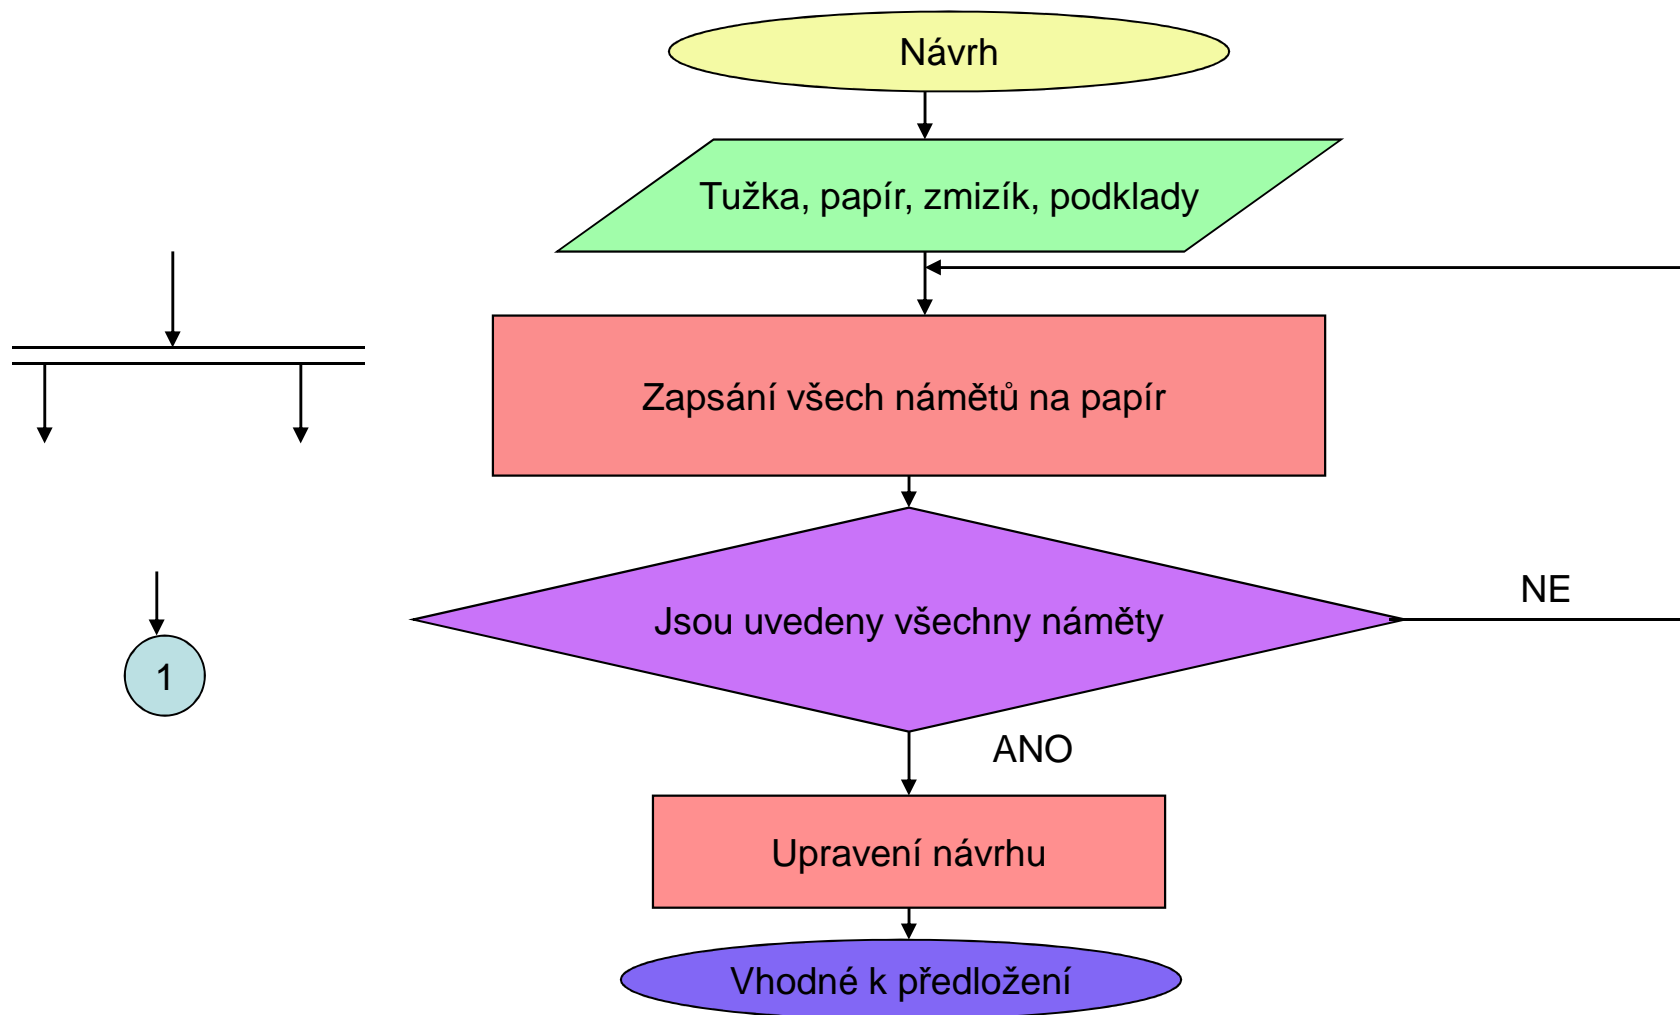 Návrh
Tužka, papír, zmizík, podklady
Zapsání všech námětů na papír
Jsou uvedeny všechny náměty
NE
1
ANO
Upravení návrhu
Vhodné k předložení